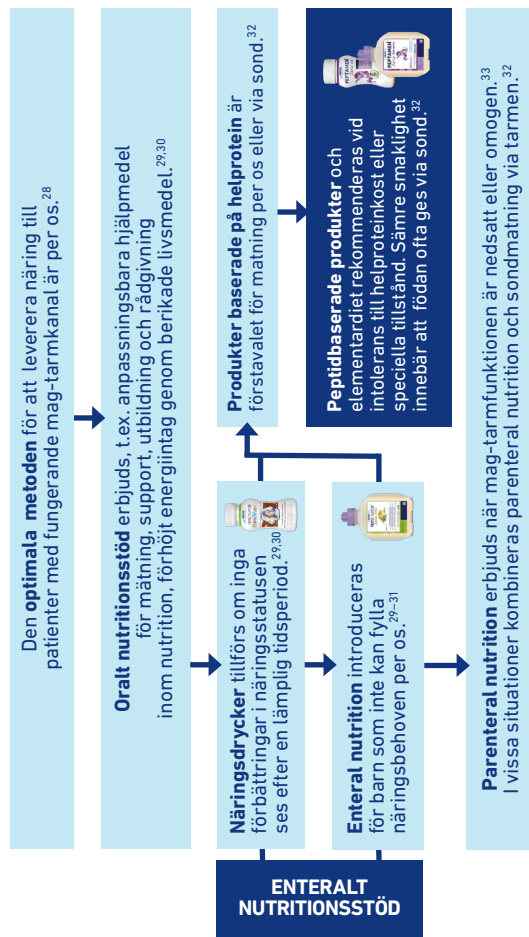 Den optimala metoden för att leverera näring till
patienter med fungerande mag-tarmkanal är per os.28
Oralt nutritionsstöd erbjuds, t.ex. anpassningsbara hjälpmedel
för mätning, support, utbildning och rådgivning
inom nutrition, förhöjt energiintag genom berikade livsmedel.29,30
ENTERALT
NUTRITIONSSTÖD
Näringsdrycker tillförs om inga
förbättringar i näringsstatusen
ses efter en lämplig tidsperiod.29,30
Enteral nutrition introduceras
för barn som inte kan fylla
näringsbehoven per os.29–31
Produkter baserade på helprotein är
förstavalet för matning per os eller via sond.32
Peptidbaserade produkter och
elementardiet rekommenderas vid
intolerans till helproteinkost eller
speciella tillstånd. Sämre smaklighet
innebär att födan ofta ges via sond.32
PEPTAMEN
PEPTAMEN
Parenteral nutrition erbjuds när mag-tarmfunktionen är nedsatt eller omogen.33
I vissa situationer kombineras parenteral nutrition och sondmatning via tarmen.32